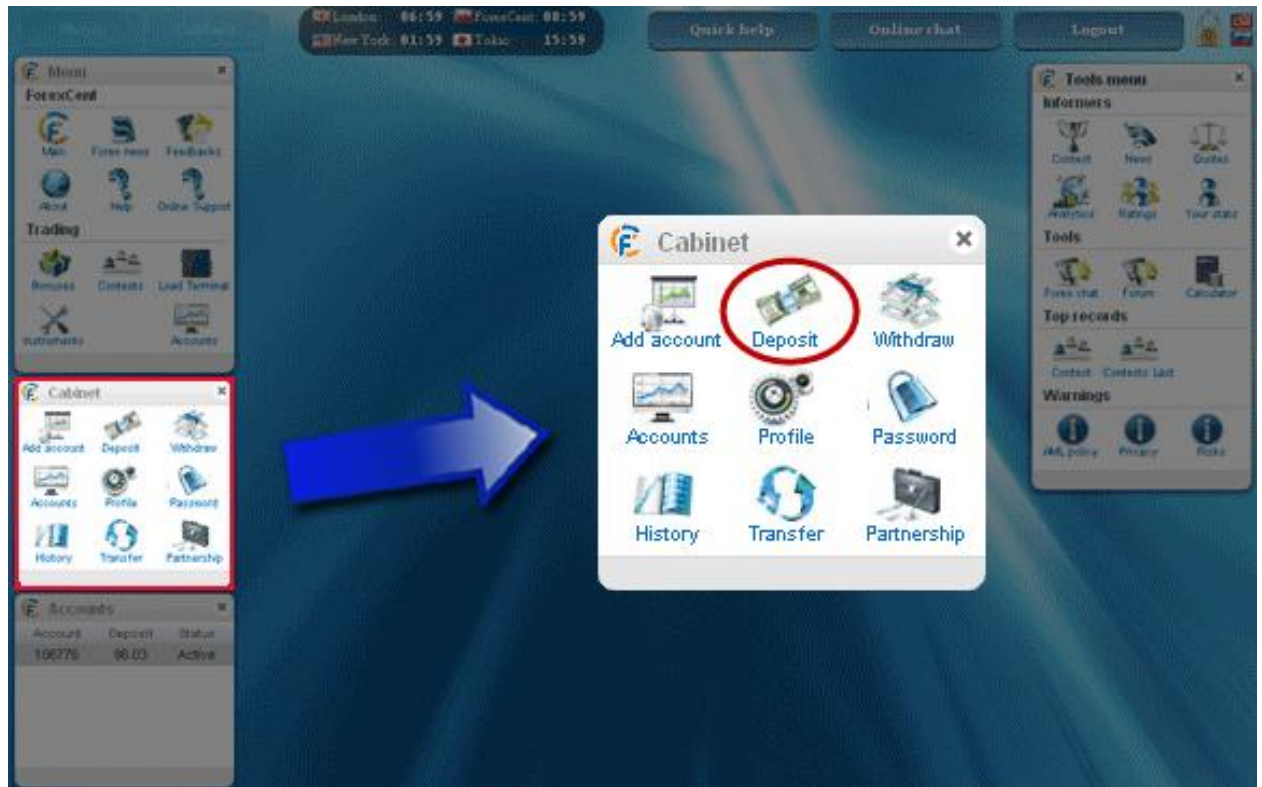 London 06:59 ForexCent 08:59
New York 01:59 Tokio 15:59
Quick help
Online chat
Logout
Menu
ForexCent
Main Forex news Feedbacks
About Help Online Support
Trading
Bonuses Contests Load Terminal
Instruments Accounts
Cabinet
Add account Deposit Withdraw
Accounts Profile Password
History Transfer Partnership
Accounts
Account Deposit Status
106776 98.03 Active
Cabinet
Add account Deposit Withdraw
Accounts Profile Password
History Transfer Partnership
Tools menu
Informers
Contest News Quotes
Analytics Ratings Your stats
Tools
Forex chat Forum Calculator
Top records
Contest Contests Last
Warnings
AML policy Privacy Risks